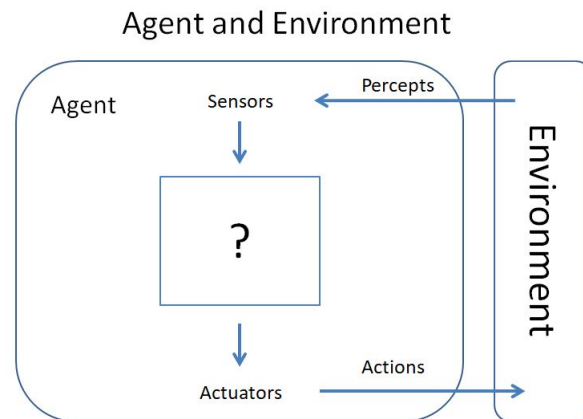 Agent and Environment
Percepts
Agent
Sensors
Environment
?
Actions
Actuators